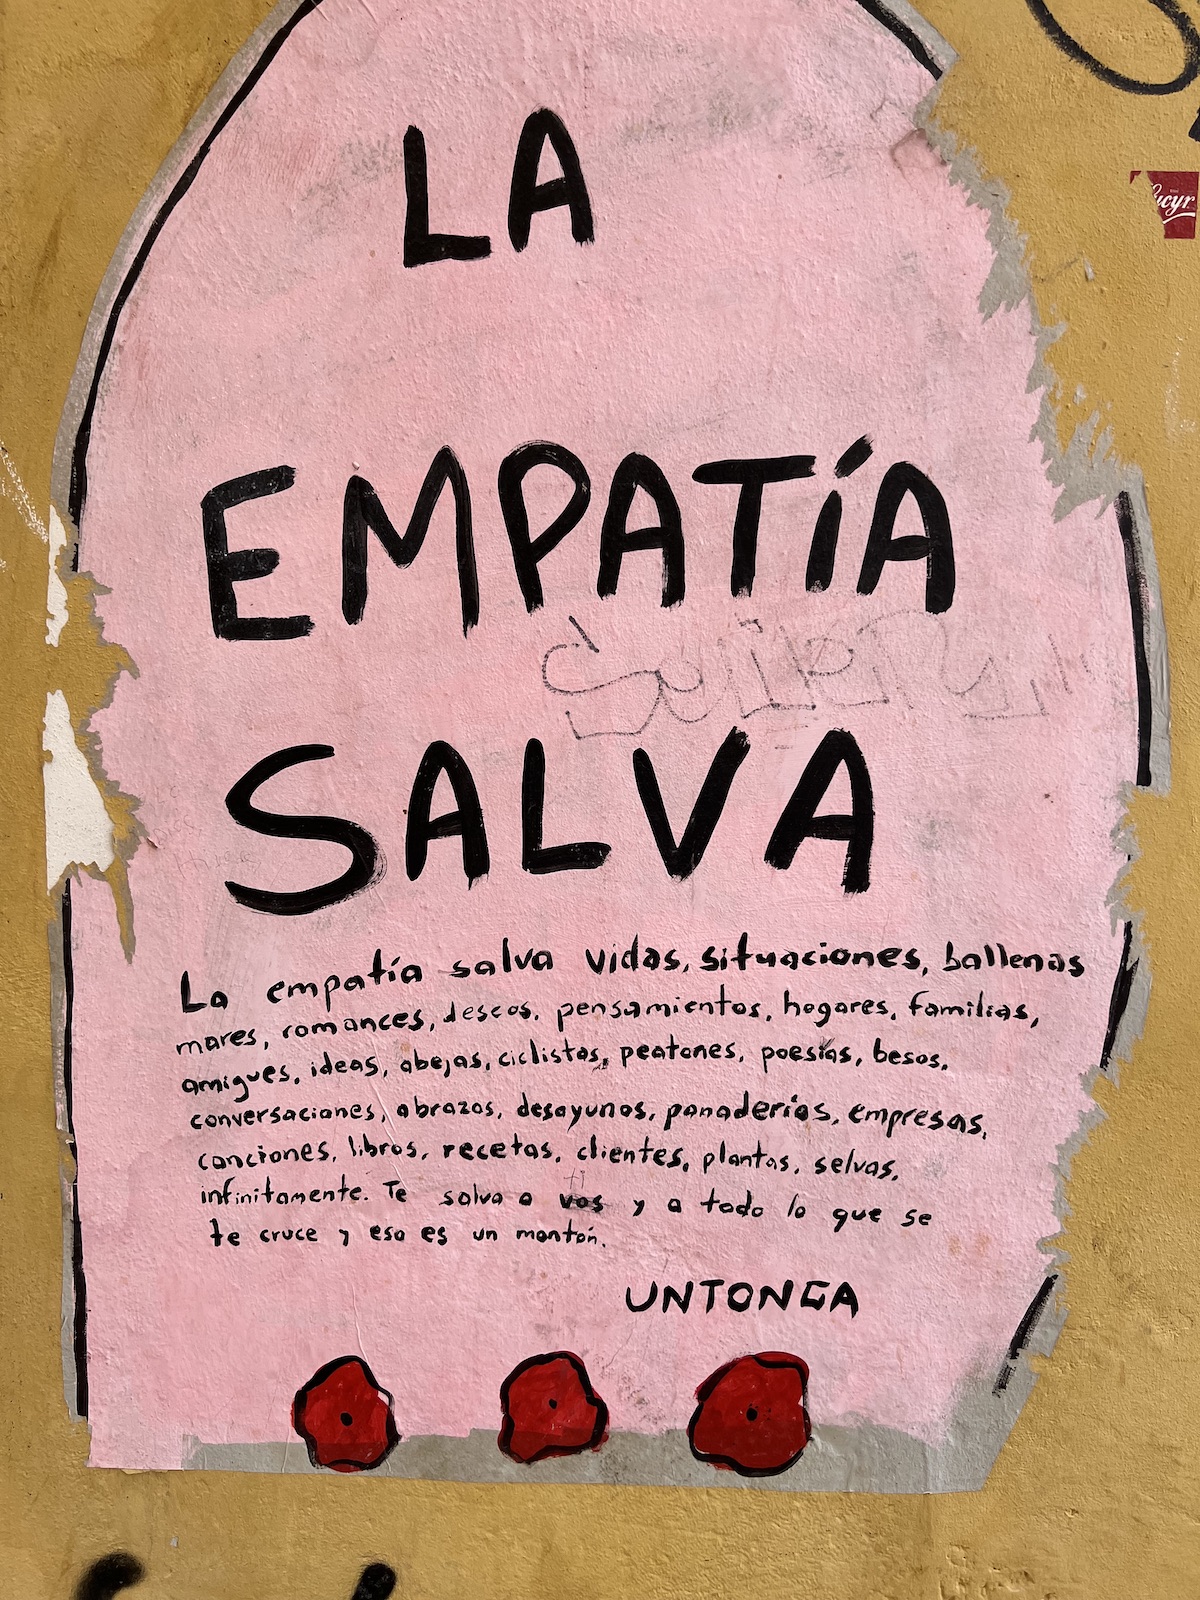 LA
EMPATÍA
SALVA
La empatía salva vidas, situaciones, ballenas
mares, romances, deseos, pensamientos, hogares, familias,
amigues, ideas, abejas, ciclistas, peatones, poesías, besos,
conversaciones, abrazos, desayunos, panaderías, empresas,
canciones, libros, recetas, clientes, plantas, selvas,
infinitamente. Te salva a vos y a todo lo que se
te cruce y eso es un montón.
UNTONGA